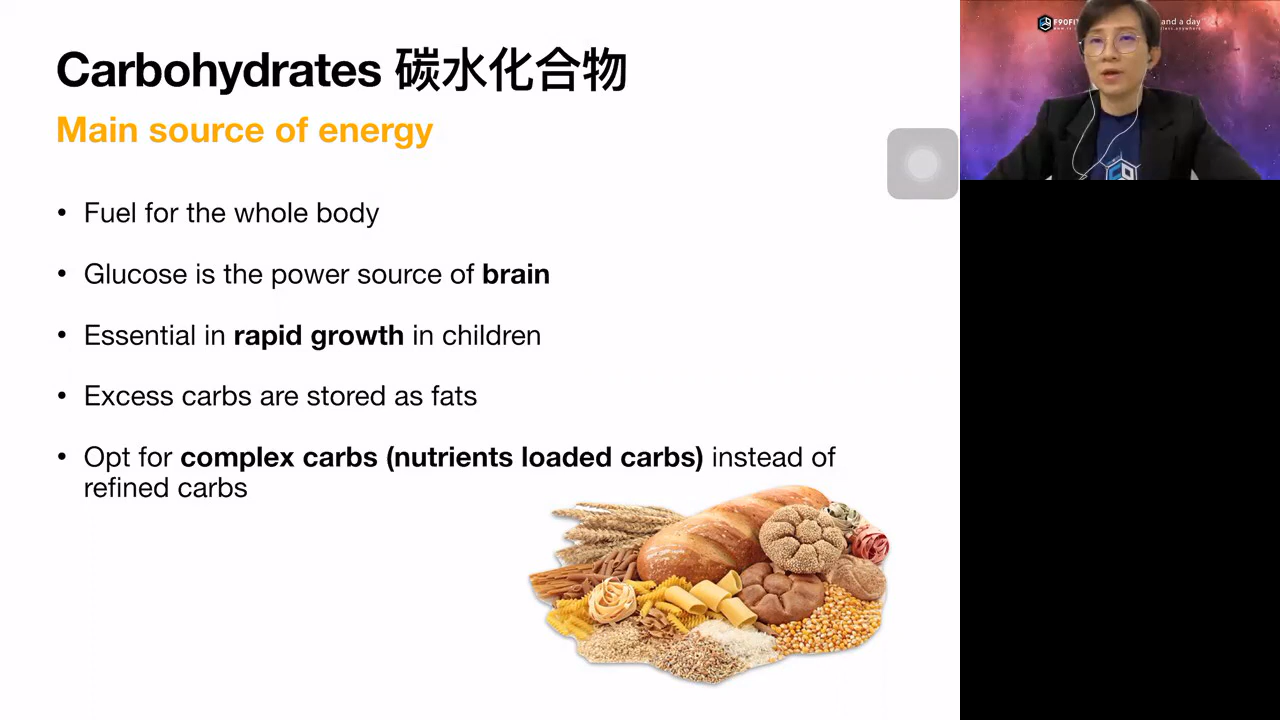 Carbohydrates 碳水化合物
Main source of energy
• Fuel for the whole body
• Glucose is the power source of brain
• Essential in rapid growth in children
• Excess carbs are stored as fats
• Opt for complex carbs (nutrients loaded carbs) instead of
refined carbs
and a day